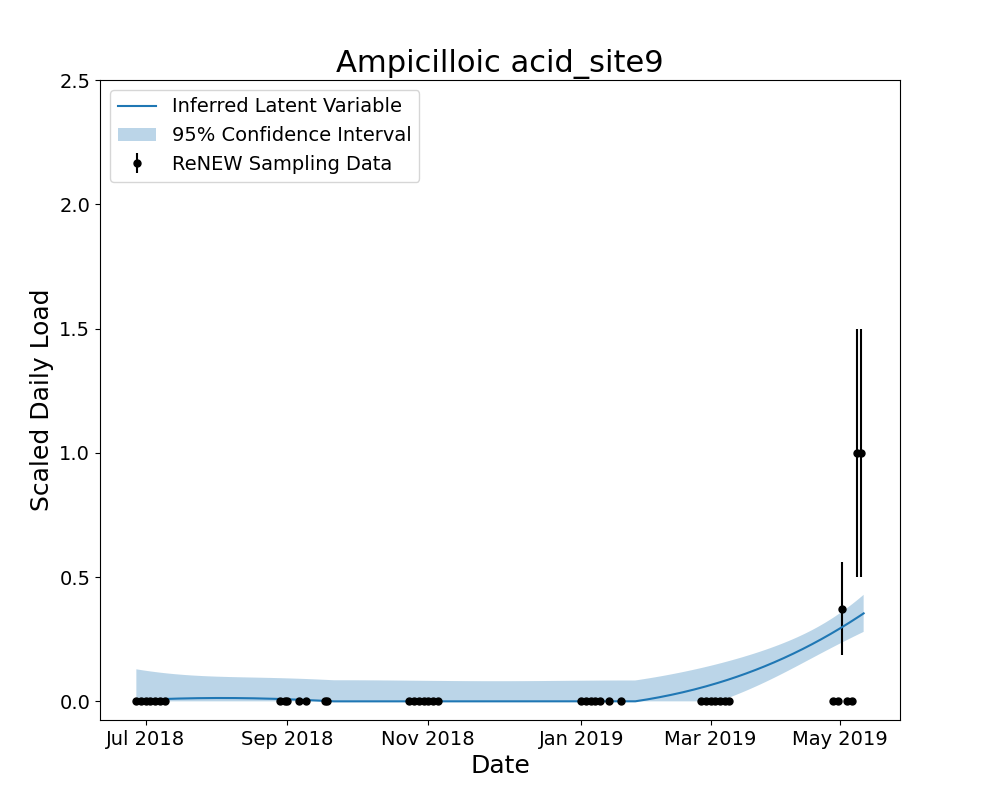 Ampicilloic acid_site9
Inferred Latent Variable
95% Confidence Interval
ReNEW Sampling Data
Scaled Daily Load
2.5
2.0
1.5
1.0
0.5
0.0
Jul 2018 Sep 2018 Nov 2018 Jan 2019 Mar 2019 May 2019
Date